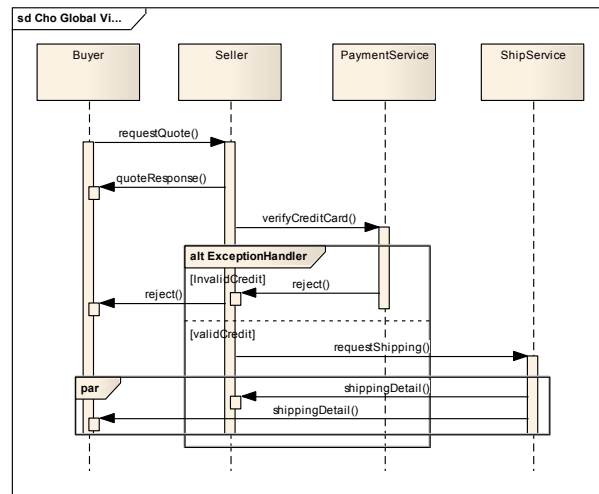 sd Cho Global Vi...
Buyer
Seller
PaymentService
ShipService
requestQuote()
quoteResponse()
verifyCreditCard()
alt ExceptionHandler
[InvalidCredit]
reject()
reject()
[validCredit]
requestShipping()
par
shippingDetail()
shippingDetail()